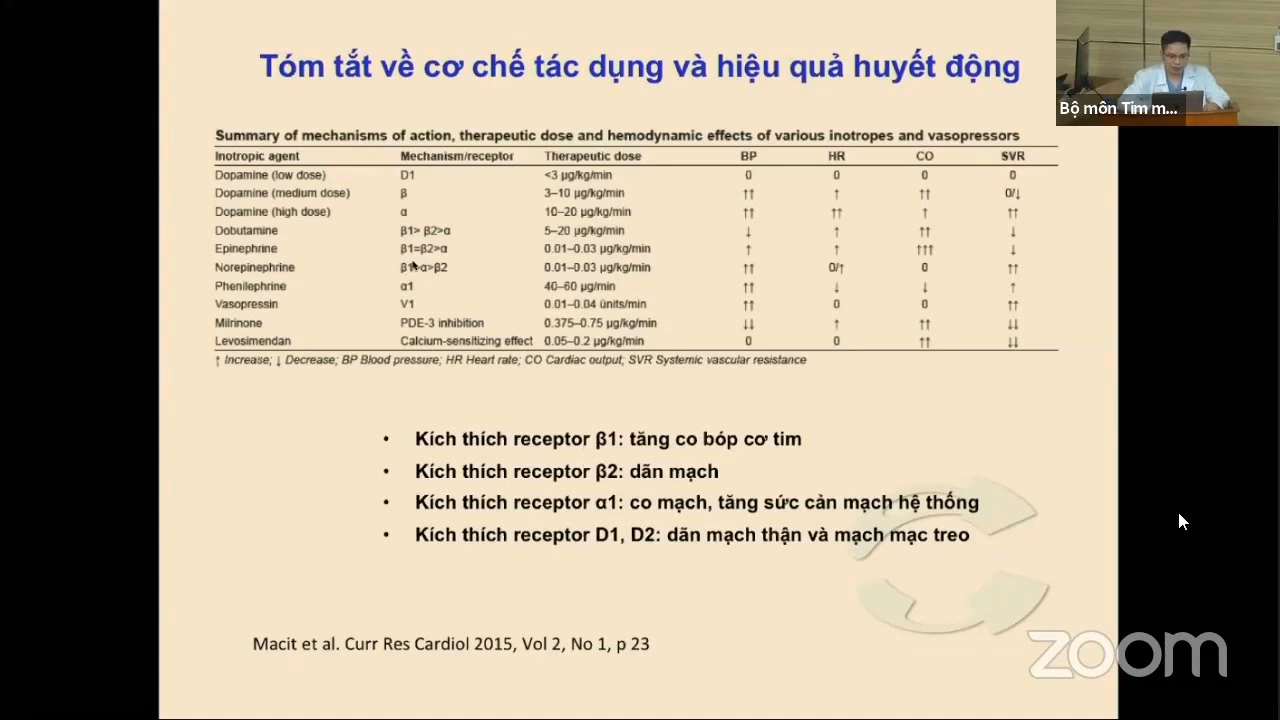 Tóm tắt về cơ chế tác dụng và hiệu quả huyết động
Bộ môn Tim m...
Summary of mechanisms of action, therapeutic dose and hemodynamic effects of various inotropes and vasopressors
Inotropic agent Mechanism/receptor Therapeutic dose BP HR CO SVR
Dopamine (low dose) D1 <3 µg/kg/min 0 0 0 0
Dopamine (medium dose) β 3–10 µg/kg/min ↑↑ ↑ ↑↑ 0/↓
Dopamine (high dose) α 10–20 µg/kg/min ↑↑ ↑↑ ↑ ↑↑
Dobutamine β1> β2>α 5–20 µg/kg/min ↓ ↑ ↑↑ ↓
Epinephrine β1=β2>α 0.01–0.03 µg/kg/min ↑ ↑ ↑↑↑ ↓
Norepinephrine β1>α>β2 0.01–0.03 µg/kg/min ↑↑ 0/↑ 0 ↑↑
Phenilephrine α1 40–60 µg/min ↑↑ ↓ ↓ ↑
Vasopressin V1 0.01–0.04 ünits/min ↑↑ 0 0 ↑↑
Milrinone PDE-3 inhibition 0.375–0.75 µg/kg/min ↓↓ ↑ ↑↑ ↓↓
Levosimendan Calcium-sensitizing effect 0.05–0.2 µg/kg/min 0 0 ↑↑ ↓↓
↑ Increase; ↓ Decrease; BP Blood pressure; HR Heart rate; CO Cardiac output; SVR Systemic vascular resistance
• Kích thích receptor β1: tăng co bóp cơ tim
• Kích thích receptor β2: dãn mạch
• Kích thích receptor α1: co mạch, tăng sức cản mạch hệ thống
• Kích thích receptor D1, D2: dãn mạch thận và mạch mạc treo
Macit et al. Curr Res Cardiol 2015, Vol 2, No 1, p 23
zoom